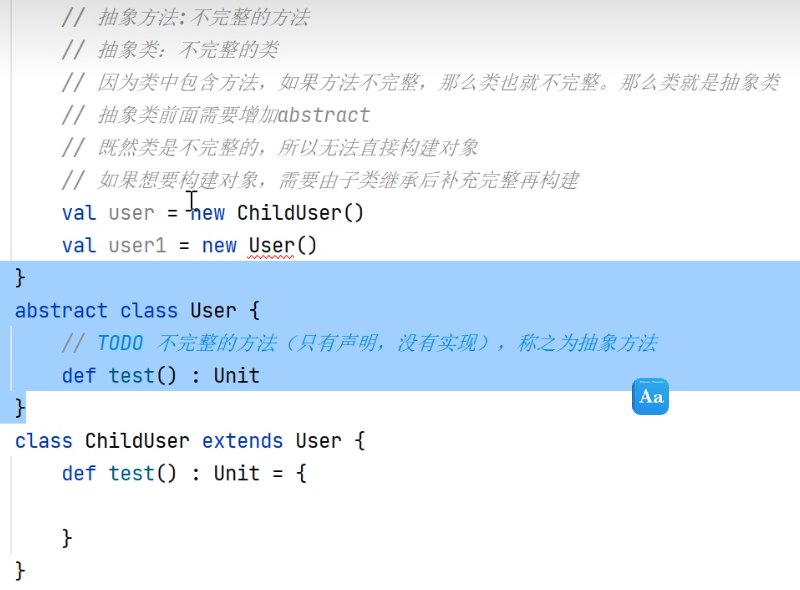 // 抽象方法:不完整的方法
// 抽象类：不完整的类
// 因为类中包含方法，如果方法不完整，那么类也就不完整。那么类就是抽象类
// 抽象类前面需要增加abstract
// 既然类是不完整的，所以无法直接构建对象
// 如果想要构建对象，需要由子类继承后补充完整再构建
val user = new ChildUser()
val user1 = new User()
}
abstract class User {
// TODO 不完整的方法（只有声明，没有实现），称之为抽象方法
def test() : Unit
}
Aa
class ChildUser extends User {
def test() : Unit = {
}
}